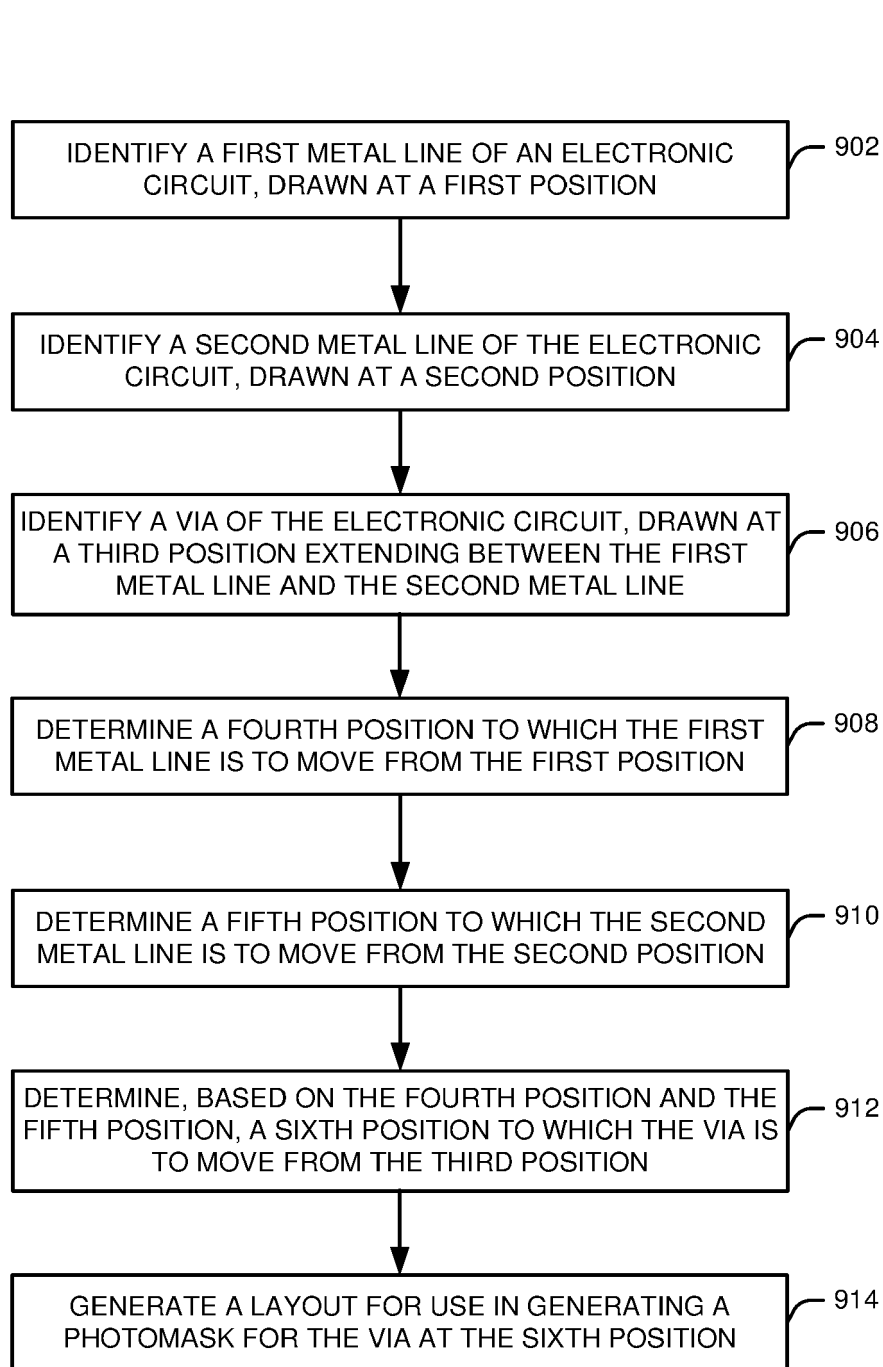 IDENTIFY A FIRST METAL LINE OF AN ELECTRONIC
CIRCUIT, DRAWN AT A FIRST POSITION
902
IDENTIFY A SECOND METAL LINE OF THE ELECTRONIC
CIRCUIT, DRAWN AT A SECOND POSITION
904
IDENTIFY A VIA OF THE ELECTRONIC CIRCUIT, DRAWN AT
A THIRD POSITION EXTENDING BETWEEN THE FIRST
METAL LINE AND THE SECOND METAL LINE
906
DETERMINE A FOURTH POSITION TO WHICH THE FIRST
METAL LINE IS TO MOVE FROM THE FIRST POSITION
908
DETERMINE A FIFTH POSITION TO WHICH THE SECOND
METAL LINE IS TO MOVE FROM THE SECOND POSITION
910
DETERMINE, BASED ON THE FOURTH POSITION AND THE
FIFTH POSITION, A SIXTH POSITION TO WHICH THE VIA IS
TO MOVE FROM THE THIRD POSITION
912
GENERATE A LAYOUT FOR USE IN GENERATING A
PHOTOMASK FOR THE VIA AT THE SIXTH POSITION
914